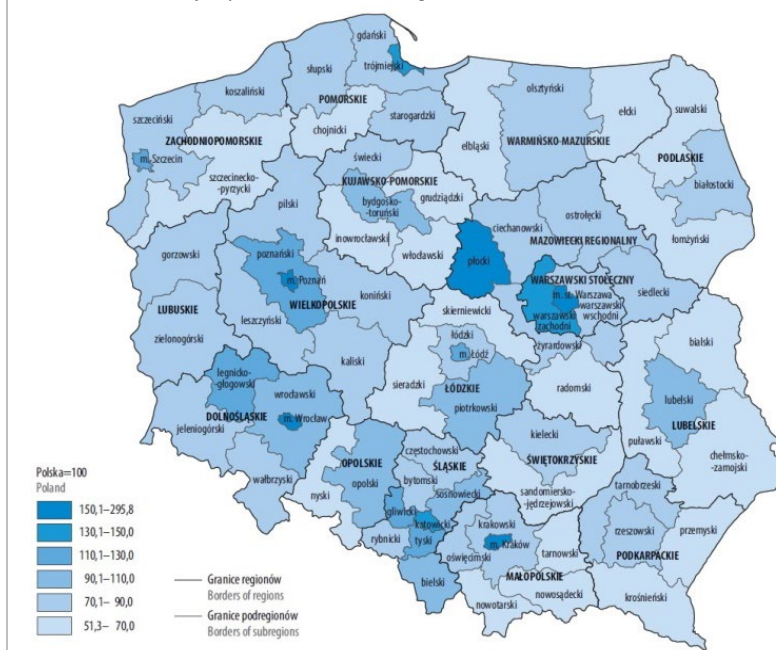 gdański
słupski
trójmiejski
koszaliński
POMORSKIE
starogardzki
chojnicki
szczeciński
ZACHODNIOPOMORSKIE
m. Szczecin
szczecinecko-
-pyrzycki
olsztyński
ełcki
suwalski
elbląski
WARMIŃSKO-MAZURSKIE
PODLASKIE
białostocki
łomżyński
świecki
KUJAWSKO-POMORSKIE
grudziądzki
bydgosko-
-toruński
inowrocławski
włodawski
pilski
ciechanowski
ostrołęcki
MAZOWIECKI REGIONALNY
płocki
gorzowski
poznański
m. Poznań
WIELKOPOLSKIE
koniński
LUBUSKIE
leszczyński
zielonogórski
kaliski
WARSZAWSKI STOŁECZNY
m. st. Warszawa
warszawski
wschodni
warszawski
zachodni
siedlecki
żyrardowski
skierniewicki
łódzki
m. Łódź
sieradzki
ŁÓDZKIE
piotrkowski
radomski
bialski
lubelski
LUBELSKIE
puławski
chełmsko-
-zamojski
legnicko-
-głogowski
wrocławski
m. Wrocław
DOLNOŚLĄSKIE
jeleniogórski
wałbrzyski
OPOLSKIE
opolski
nyski
częstochowski
ŚLĄSKIE
bytomski
sosnowiecki
gliwicki
katowicki
tyski
rybnicki
bielski
kielecki
ŚWIĘTOKRZYSKIE
sandomiersko-
-jędrzejowski
krakowski
m. Kraków
oświęcimski
tarnowski
MAŁOPOLSKIE
nowosądecki
nowotarski
tarnobrzeski
rzeszowski
przemyski
PODKARPACKIE
krośnieński
Polska=100
Poland
150,1–295,8
130,1–150,0
110,1–130,0
90,1–110,0
70,1– 90,0
51,3– 70,0
Granice regionów
Borders of regions
Granice podregionów
Borders of subregions